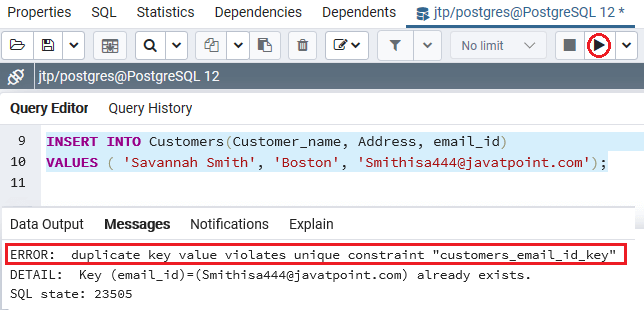 Properties SQL Statistics Dependencies Dependents jtp/postgres@PostgreSQL 12 *
No limit
jtp/postgres@PostgreSQL 12
Query Editor Query History
9 INSERT INTO Customers(Customer_name, Address, email_id)
10 VALUES ( 'Savannah Smith', 'Boston', 'Smithisa444@javatpoint.com');
11
Data Output Messages Notifications Explain
ERROR:  duplicate key value violates unique constraint "customers_email_id_key"
DETAIL:  Key (email_id)=(Smithisa444@javatpoint.com) already exists.
SQL state: 23505